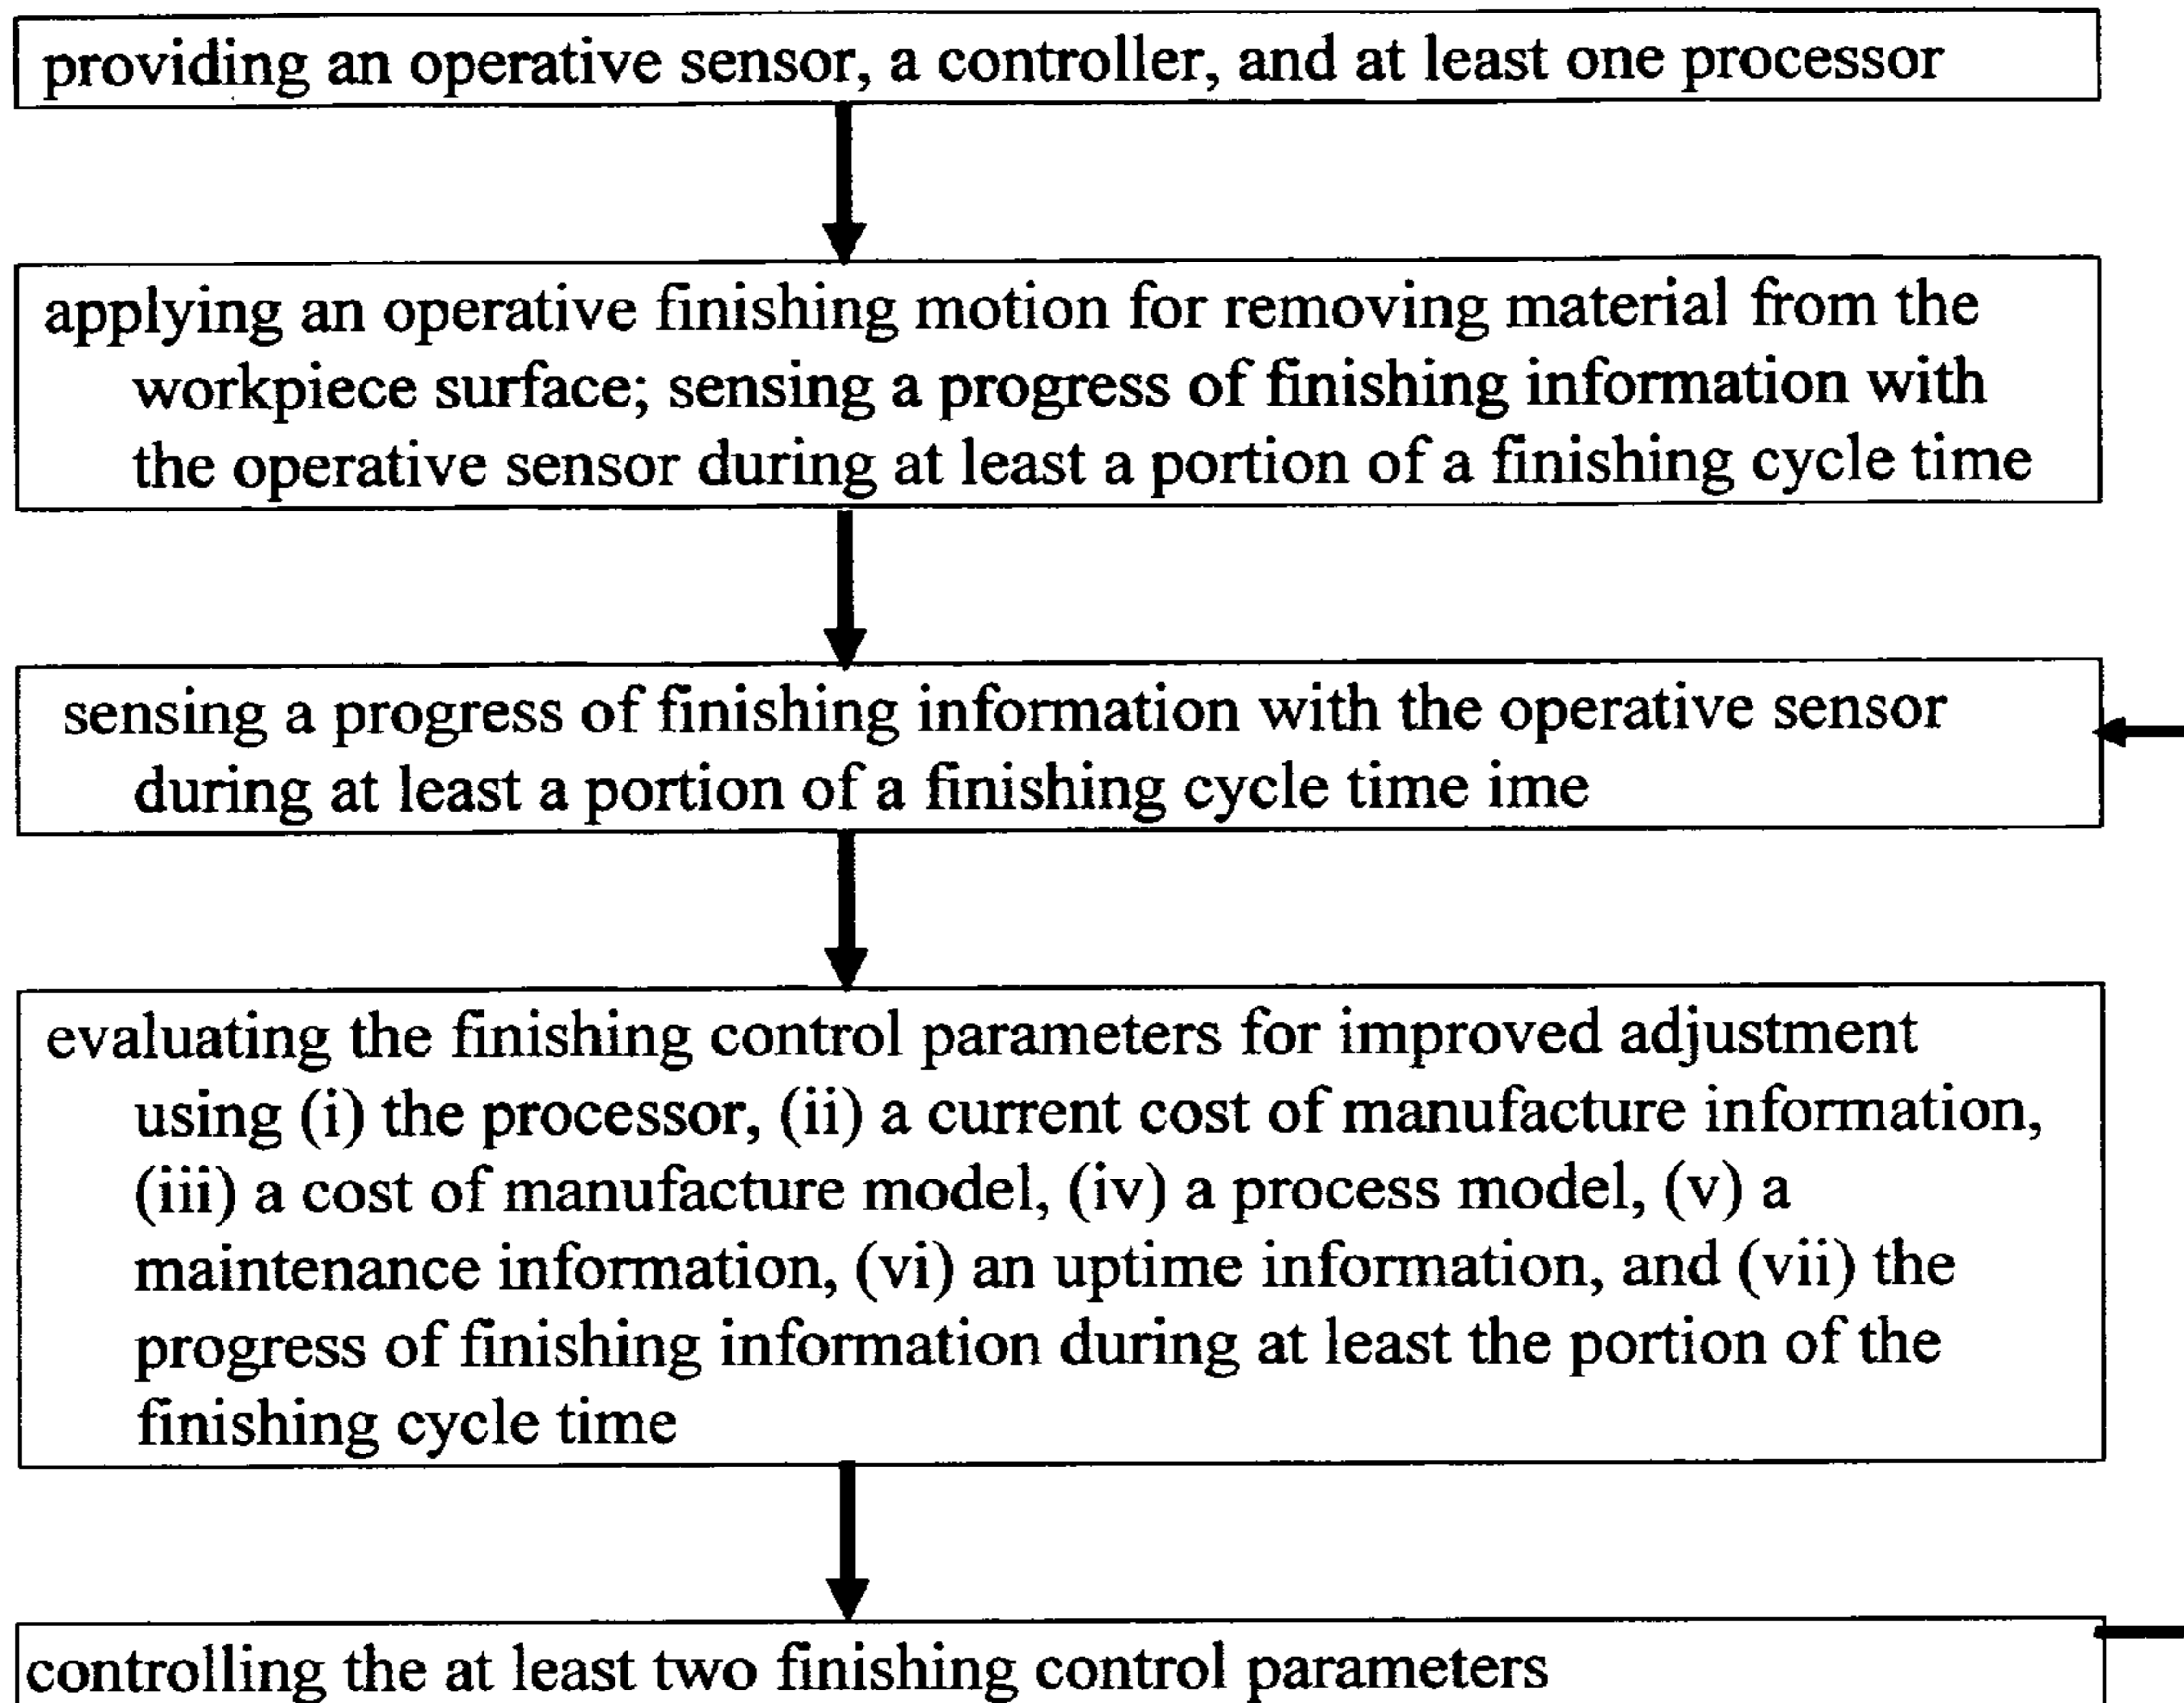 providing an operative sensor, a controller, and at least one processor
applying an operative finishing motion for removing material from the
workpiece surface; sensing a progress of finishing information with
the operative sensor during at least a portion of a finishing cycle time
sensing a progress of finishing information with the operative sensor
during at least a portion of a finishing cycle time ime
evaluating the finishing control parameters for improved adjustment
using (i) the processor, (ii) a current cost of manufacture information,
(iii) a cost of manufacture model, (iv) a process model, (v) a
maintenance information, (vi) an uptime information, and (vii) the
progress of finishing information during at least the portion of the
finishing cycle time
controlling the at least two finishing control parameters